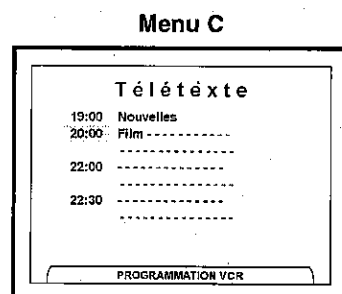 Menu C
Télétexte
19:00 Nouvelles
20:00 Film - - - - - - - - - - -
- - - - - - - - - - - - - - -
22:00 - - - - - - - - - - - - - -
- - - - - - - - - - - - - - -
22:30 - - - - - - - - - - - - - -
- - - - - - - - - - - - - - -
PROGRAMMATION VCR